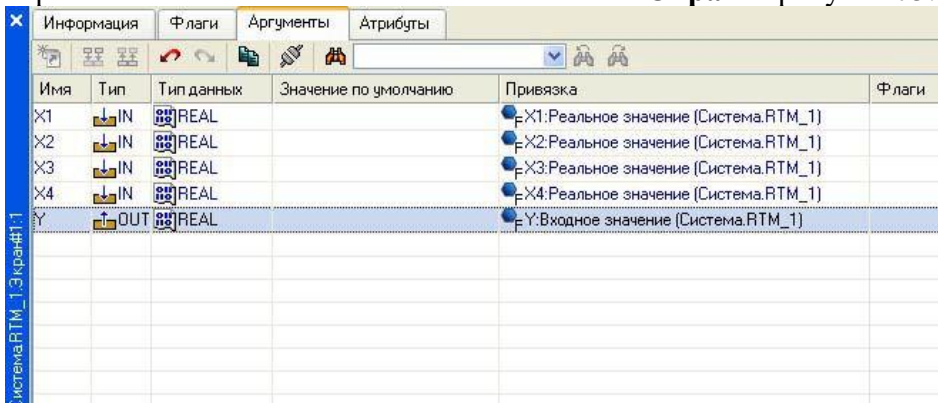 Информация Флаги Аргументы Атрибуты
Имя Тип Тип данных Значение по умолчанию Привязка Флаги
X1 IN REAL X1:Реальное значение (Система.RTM_1)
X2 IN REAL X2:Реальное значение (Система.RTM_1)
X3 IN REAL X3:Реальное значение (Система.RTM_1)
X4 IN REAL X4:Реальное значение (Система.RTM_1)
Y OUT REAL Y:Входное значение (Система.RTM_1)
Система.RTM_1.Экран#1:1